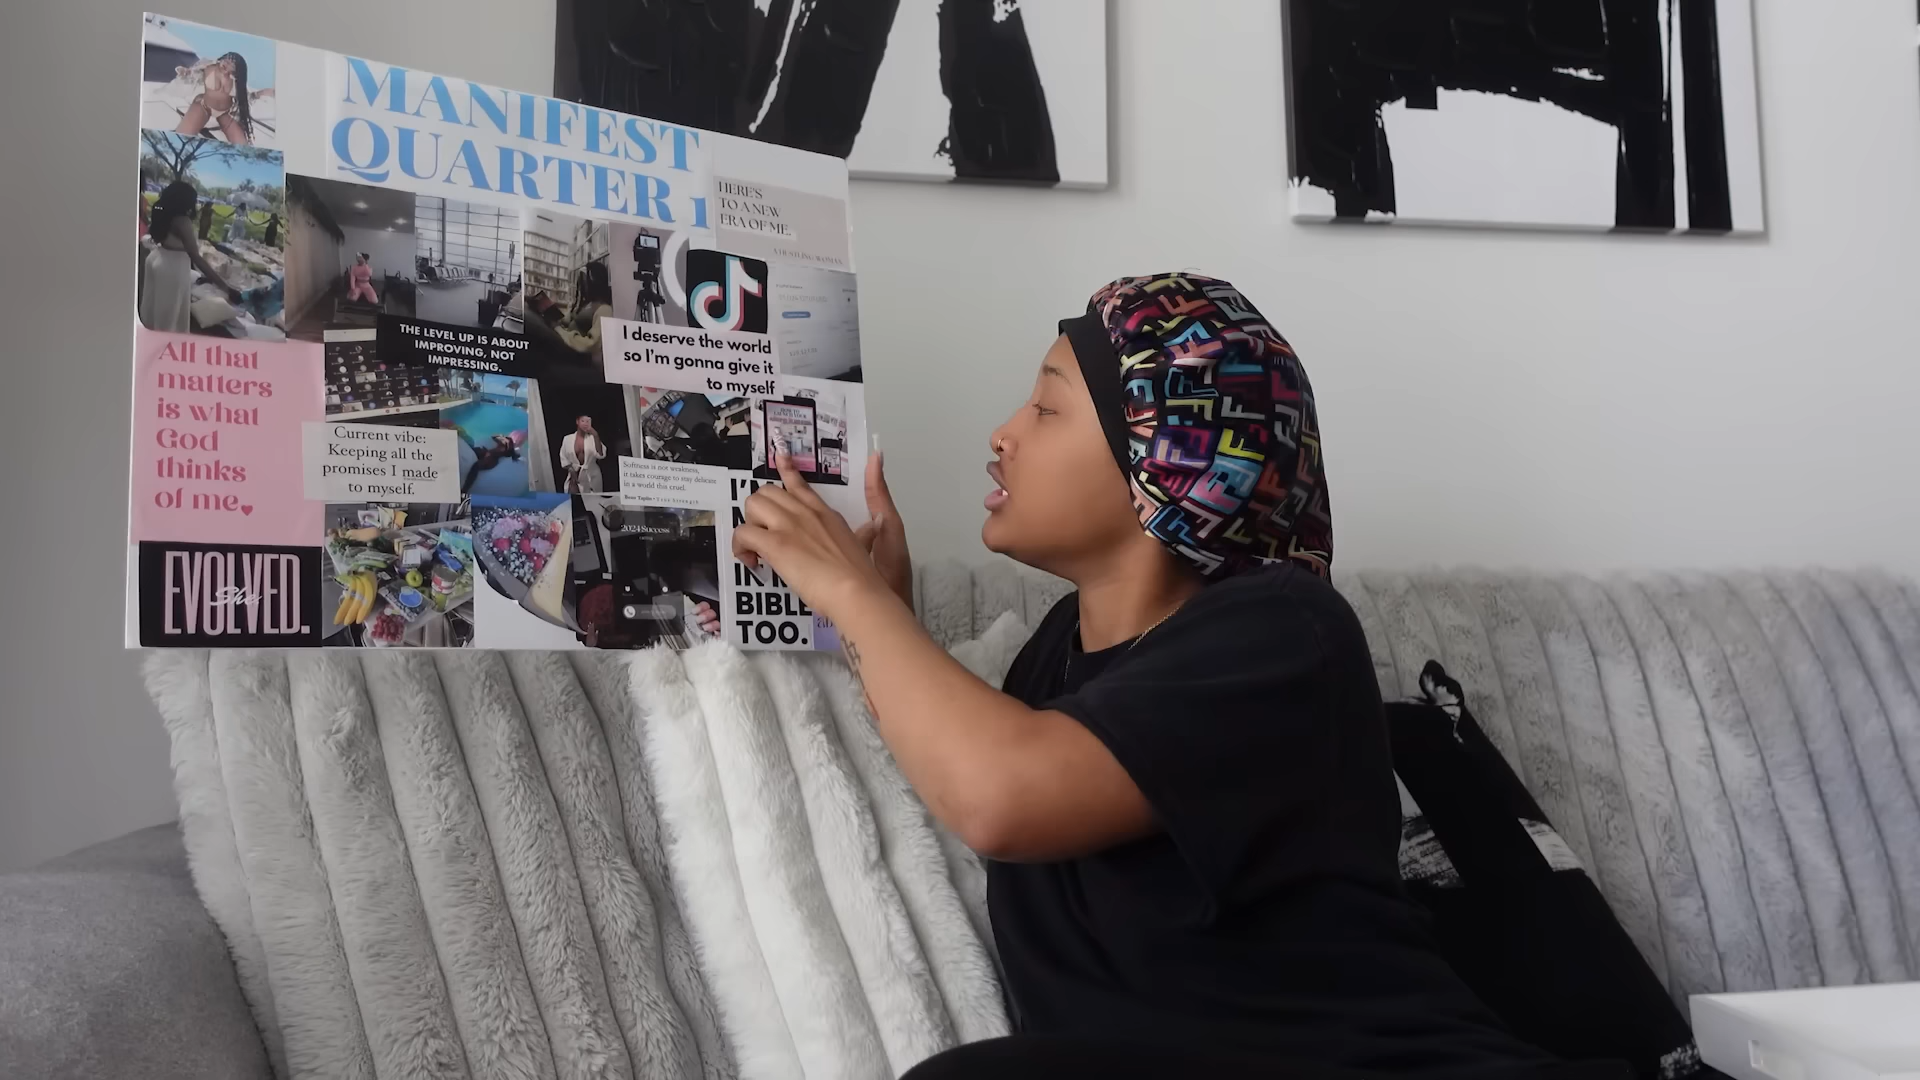 MANIFEST
QUARTER 1
HERE'S
TO A NEW
ERA OF ME.
THE LEVEL UP IS ABOUT
IMPROVING, NOT
IMPRESSING.
I deserve the world
so I'm gonna give it
to myself
All that
matters
is what
God
thinks
of me
Current vibe:
Keeping all the
promises I made
to myself.
Softness is not weakness,
it takes courage to stay delicate
in a world this cruel.
2024 Success
I'M
BIBLE
TOO.
EVOLVED.
She